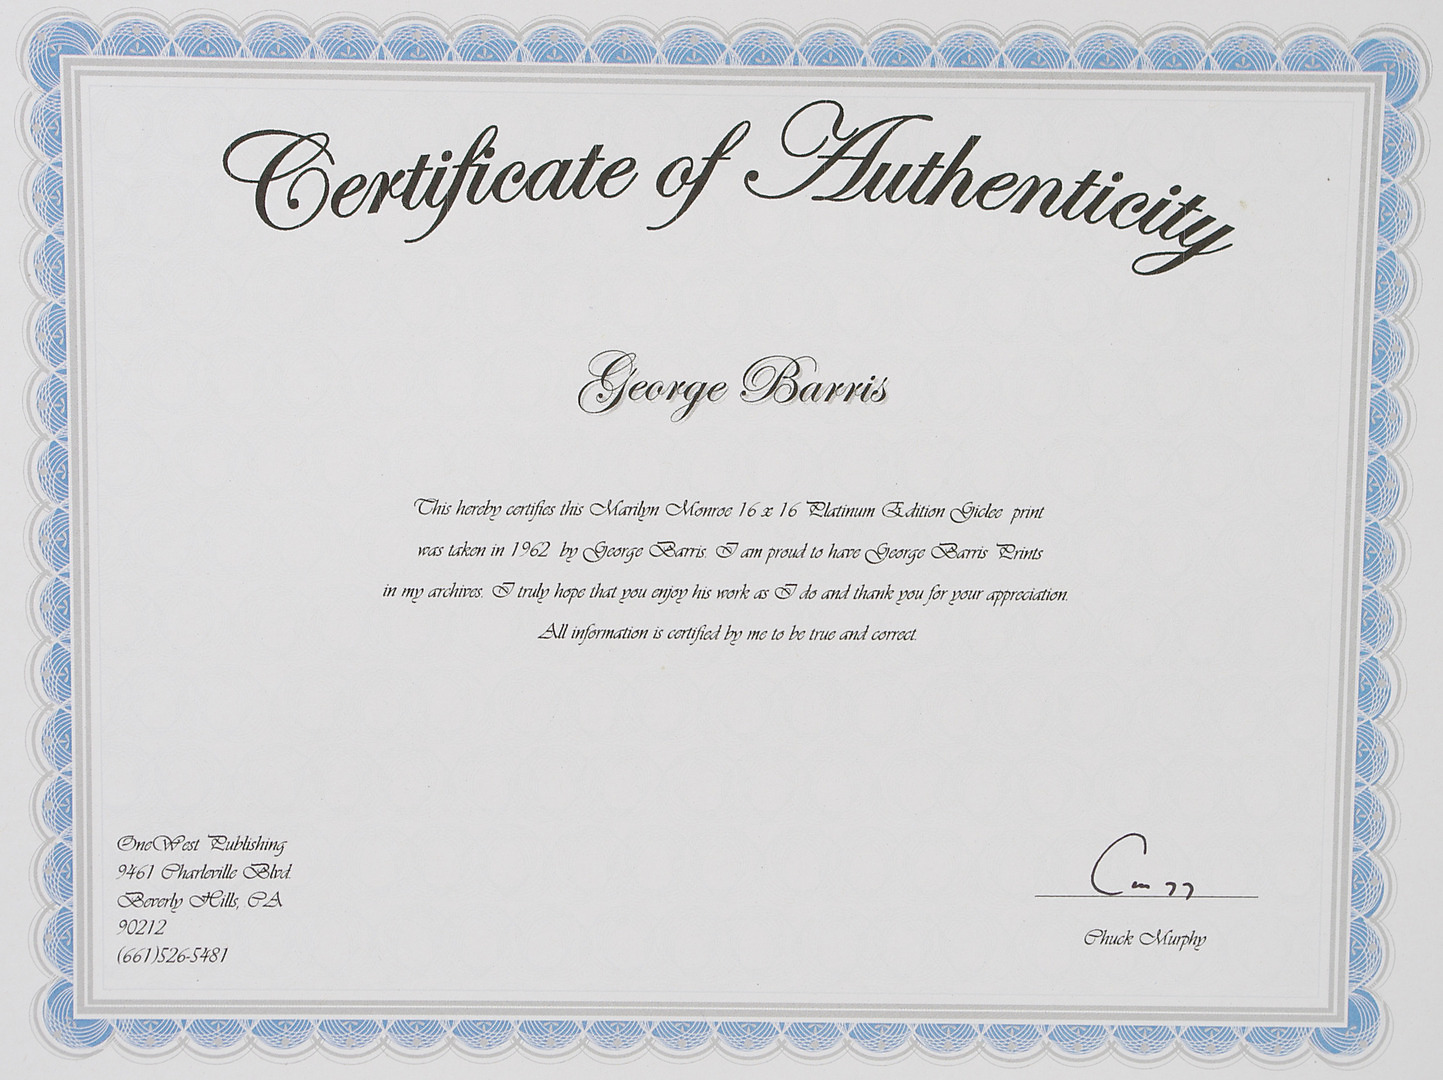 Certificate of Authenticity
George Barris
This hereby certifies this Marilyn Monroe 16 x 16 Platinum Edition Giclee print
was taken in 1962 by George Barris. I am proud to have George Barris Prints
in my archives. I truly hope that you enjoy his work as I do and thank you for your appreciation.
All information is certified by me to be true and correct.
OneWest Publishing
9461 Charleville Blvd.
Beverly Hills, CA
90212
(661)526-5481
Chuck Murphy